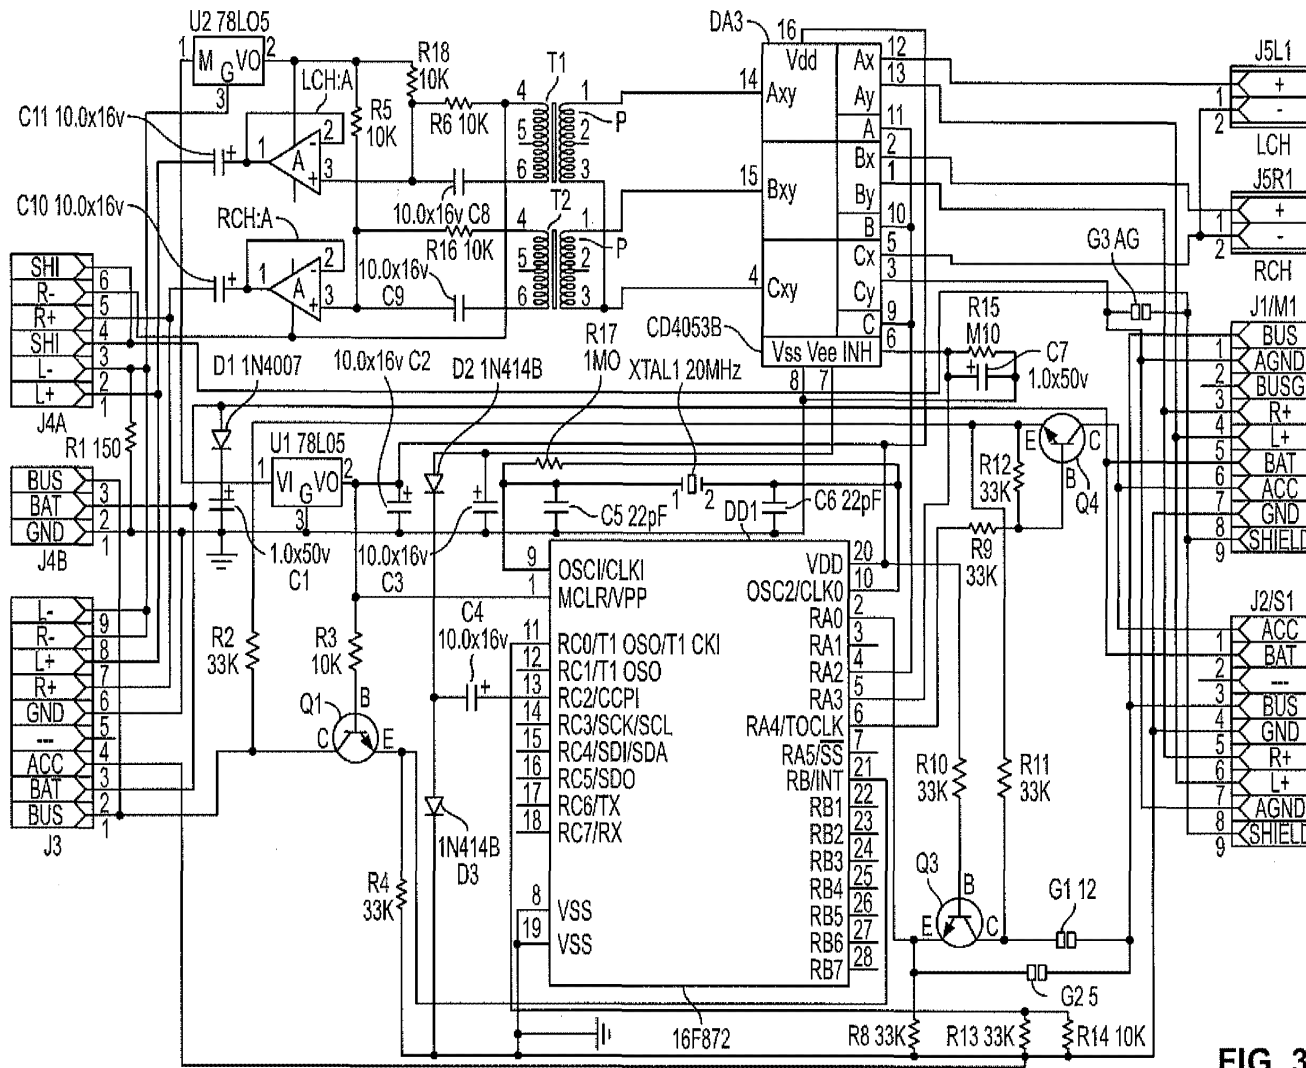 U2 78LO5
1
M
VO
2
G
3
LCH:A
R18
10K
T1
DA3
16
Vdd
Ax
12
13
Ay
14
Axy
A
11
J5L1
1
+
-
2
LCH
C11 10.0x16v
1
A
-
2
+
3
R5
10K
R6 10K
4
5
6
1
2
3
P
10.0x16v C8
T2
15
Bxy
Bx
2
By
1
B
10
J5R1
1
+
-
2
RCH
C10 10.0x16v
RCH:A
1
A
-
2
+
3
R16 10K
10.0x16v
C9
4
5
6
1
2
3
P
4
Cxy
Cx
5
3
Cy
9
C
6
CD4053B
Vss Vee INH
8
7
G3 AG
R15
M10
C7
1.0x50v
SHI
6
R-
5
R+
4
SHI
3
L-
2
L+
1
J4A
R1 150
D1 1N4007
10.0x16v C2
D2 1N414B
R17
1MO
XTAL1 20MHz
1
2
J1/M1
BUS
1
AGND
2
BUSG
3
R+
4
L+
5
BAT
6
ACC
7
GND
8
SHIELD
9
BUS
3
BAT
2
GND
1
J4B
U1 78L05
1
VI
VO
2
G
3
1.0x50v
C1
10.0x16v
C3
C5 22pF
C6 22pF
DD1
R12
33K
E
C
B
Q4
R9
33K
L-
9
R-
8
L+
7
R+
6
GND
5
---
4
ACC
3
BAT
2
BUS
1
J3
R2
33K
R3
10K
Q1
B
C
E
R4
33K
C4
10.0x16v
1N414B
D3
9
OSCI/CLKI
1
MCLR/VPP
11
RC0/T1 OSO/T1 CKI
12
RC1/T1 OSO
13
RC2/CCPI
14
RC3/SCK/SCL
15
RC4/SDI/SDA
16
RC5/SDO
17
RC6/TX
18
RC7/RX
8
VSS
19
VSS
VDD
20
OSC2/CLK0
10
RA0
2
RA1
3
RA2
4
RA3
5
RA4/TOCLK
6
RA5/SS
7
RB/INT
21
RB1
22
RB2
23
RB3
24
RB4
25
RB5
26
RB6
27
RB7
28
16F872
R10
33K
R11
33K
Q3
B
E
C
G1 12
G2 5
R8 33K
R13 33K
R14 10K
J2/S1
ACC
1
BAT
2
---
3
BUS
4
GND
5
R+
6
L+
7
AGND
8
SHIELD
9
FIG. 3